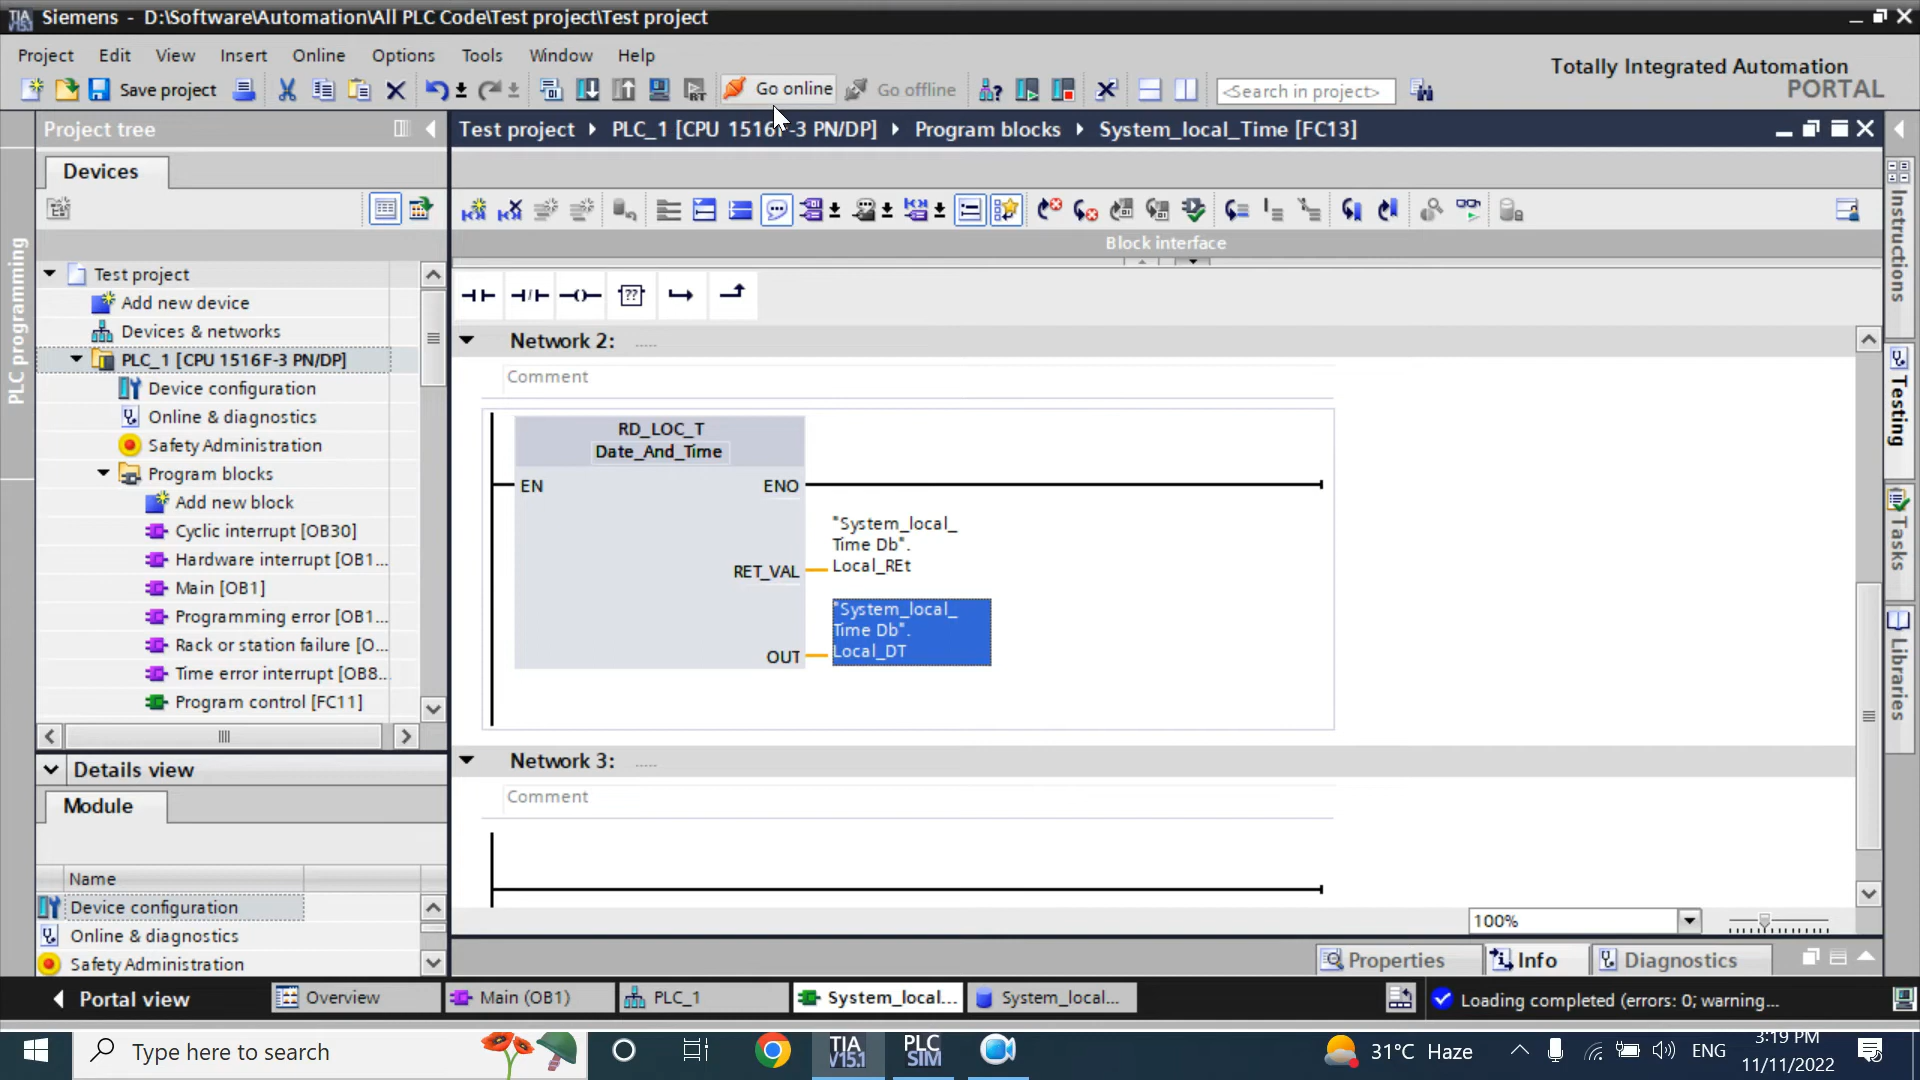 TIA
V15.1
Siemens - D:\Software\Automation\All PLC Code\Test project\Test project
Project Edit View Insert Online Options Tools Window Help
Totally Integrated Automation
PORTAL
Save project
RT
Go online
Go offline
<Search in project>
Project tree
Test project PLC_1 [CPU 1516F-3 PN/DP] Program blocks System_local_Time [FC13]
Devices
Block interface
PLC programming
Test project
Add new device
Devices & networks
PLC_1 [CPU 1516F-3 PN/DP]
Device configuration
Online & diagnostics
Safety Administration
Program blocks
Add new block
Cyclic interrupt [OB30]
Hardware interrupt [OB1...
Main [OB1]
Programming error [OB1...
Rack or station failure [O...
Time error interrupt [OB8...
Program control [FC11]
Details view
Module
Name
Device configuration
Online & diagnostics
Safety Administration
??
Network 2: .....
Comment
RD_LOC_T
Date_And_Time
EN ENO
"System_local_
Time Db".
Local_REt
RET_VAL
"System_local_
Time Db".
Local_DT
OUT
Network 3: .....
Comment
100%
Properties Info Diagnostics
Instructions
Testing
Tasks
Libraries
Portal view
Overview
Main (OB1)
PLC_1
System_local...
System_local...
Loading completed (errors: 0; warning...
Type here to search
TIA
V15.1
PLC
SIM
31°C Haze
ENG
3:19 PM
11/11/2022